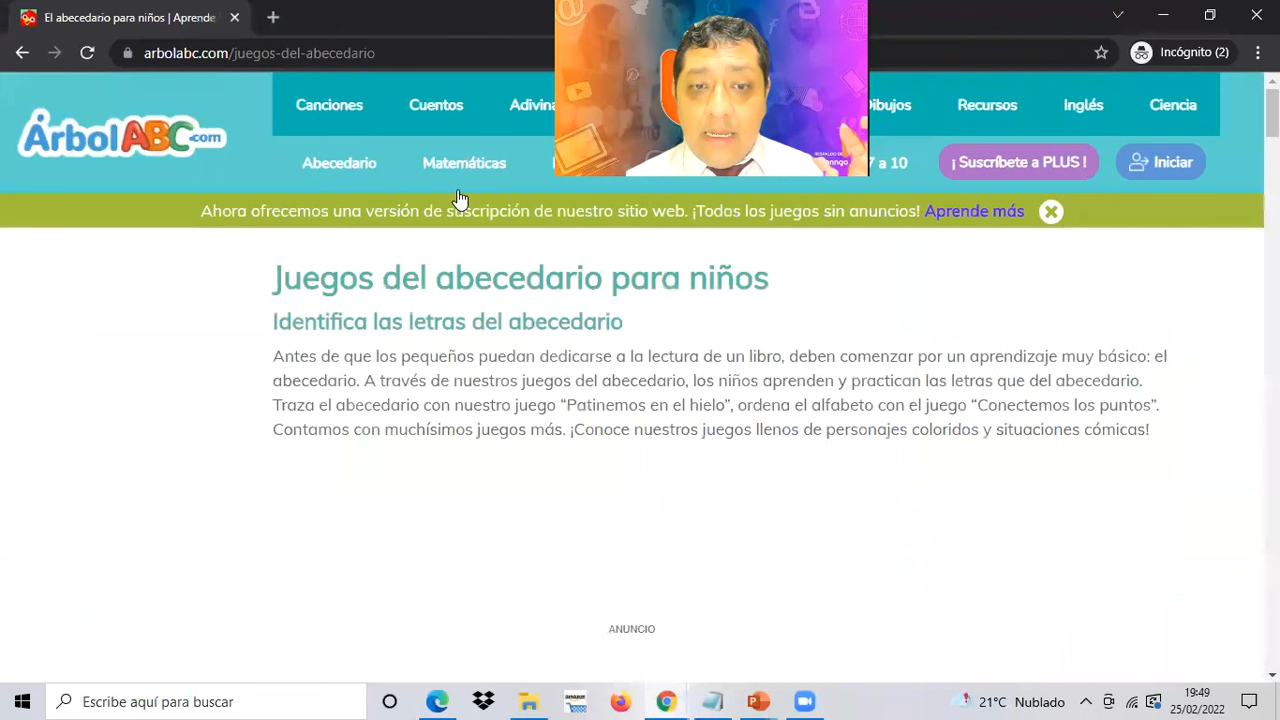 El abecedario para niños | Aprende
arbolabc.com/juegos-del-abecedario
Incógnito (2)
Canciones
Cuentos
Adivina
Dibujos
Recursos
Inglés
Ciencia
ÁrbolABC.com
Abecedario
Matemáticas
7 a 10
¡ Suscríbete a PLUS !
Iniciar
RESPALDO DE
Ahora ofrecemos una versión de suscripción de nuestro sitio web. ¡Todos los juegos sin anuncios! Aprende más
Juegos del abecedario para niños
Identifica las letras del abecedario
Antes de que los pequeños puedan dedicarse a la lectura de un libro, deben comenzar por un aprendizaje muy básico: el
abecedario. A través de nuestros juegos del abecedario, los niños aprenden y practican las letras que del abecedario.
Traza el abecedario con nuestro juego “Patinemos en el hielo”, ordena el alfabeto con el juego “Conectemos los puntos”.
Contamos con muchísimos juegos más. ¡Conoce nuestros juegos llenos de personajes coloridos y situaciones cómicas!
ANUNCIO
Escribe aquí para buscar
21°C Nublado
19:49
25/02/2022